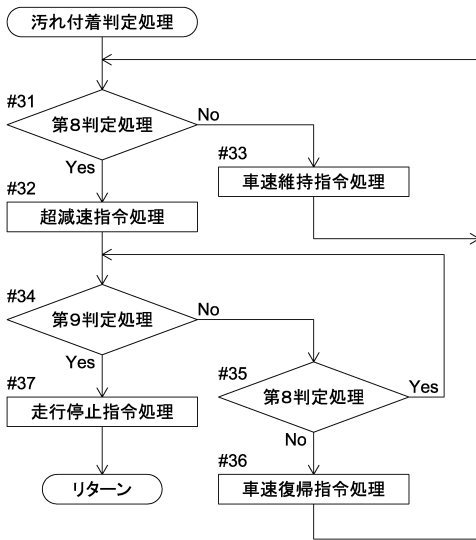 汚れ付着判定処理
#31
第8判定処理
No
Yes
#33
車速維持指令処理
#32
超減速指令処理
#34
第9判定処理
No
Yes
#35
第8判定処理
Yes
No
#37
走行停止指令処理
#36
車速復帰指令処理
リターン